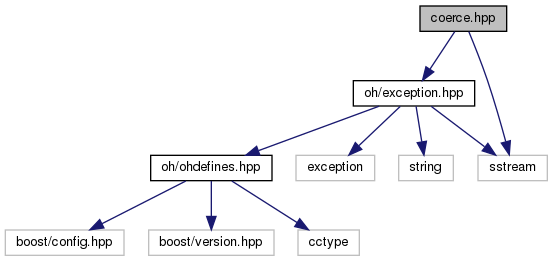 coerce.hpp
oh/exception.hpp
oh/ohdefines.hpp
exception
string
sstream
boost/config.hpp
boost/version.hpp
cctype